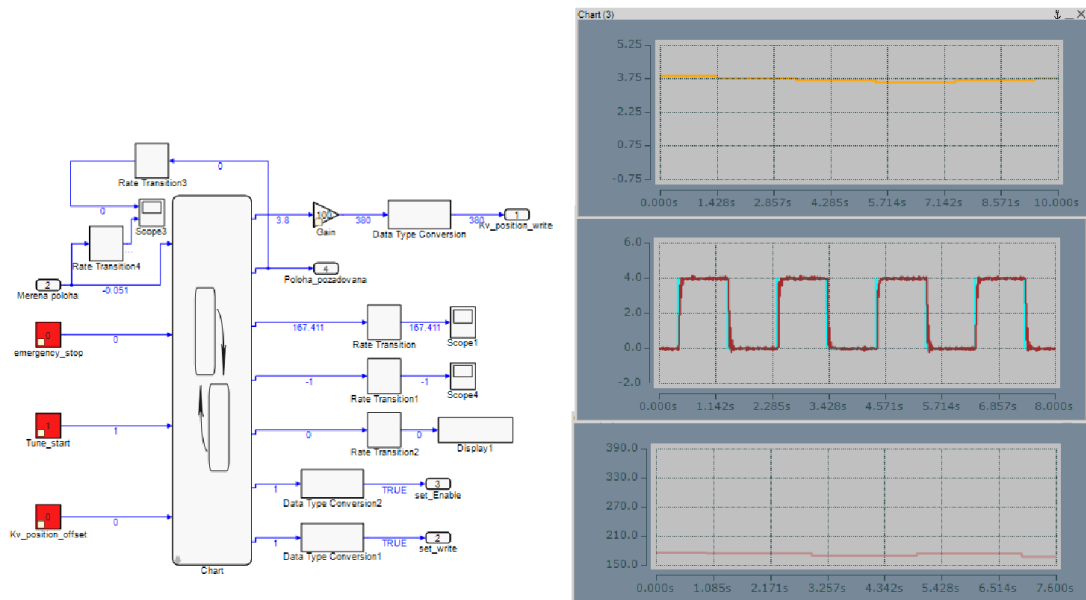 0
Rate Transition3
0
Scope3
Rate Transition4
...
2
Merena poloha
-0.051
0
emergency_stop
0
1
Tune_start
1
0
Kv_position_offset
0
Chart
3.8
100
Gain
380
Data Type Conversion
380
1
Kv_position_write
4
Poloha_pozadovana
167.411
Rate Transition
167.411
Scope1
-1
Rate Transition1
-1
Scope4
0
Rate Transition2
0
Display1
1
Data Type Conversion2
TRUE
3
set_Enable
1
Data Type Conversion1
TRUE
2
set_write
Chart (3)
5.25
3.75
2.25
0.75
-0.75
0.000s 1.428s 2.857s 4.285s 5.714s 7.142s 8.571s 10.000s
6.0
4.0
2.0
0.0
-2.0
0.000s 1.142s 2.285s 3.428s 4.571s 5.714s 6.857s 8.000s
390.0
330.0
270.0
210.0
150.0
0.000s 1.085s 2.171s 3.257s 4.342s 5.428s 6.514s 7.600s